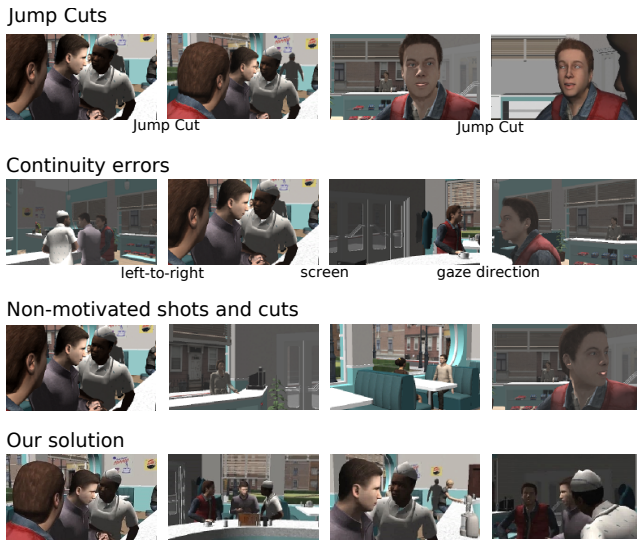 Jump Cuts
Jump Cut
Jump Cut
Continuity errors
left-to-right
screen
gaze direction
Non-motivated shots and cuts
Our solution